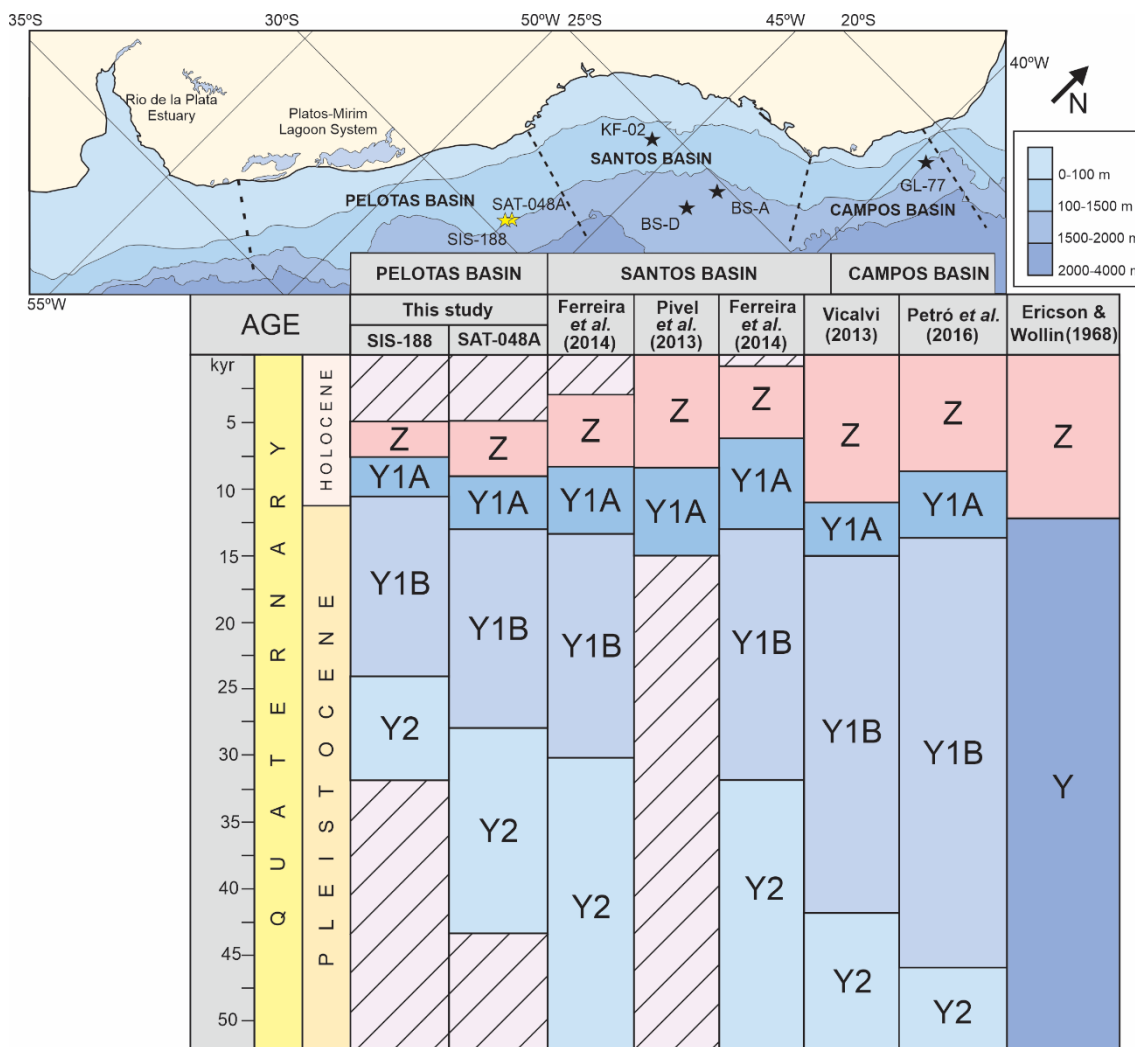 35ºS
30ºS
50ºW
25ºS
45ºW
20ºS
40ºW
N
Rio de la Plata
Estuary
Platos-Mirim
Lagoon System
KF-02
SANTOS BASIN
GL-77
PELOTAS BASIN
SAT-048A
SIS-188
BS-A
BS-D
CAMPOS BASIN
0-100 m
100-1500 m
1500-2000 m
2000-4000 m
55ºW
PELOTAS BASIN
SANTOS BASIN
CAMPOS BASIN
AGE
This study
SIS-188
SAT-048A
Ferreira
et al.
(2014)
Pivel
et al.
(2013)
Ferreira
et al.
(2014)
Vicalvi
(2013)
Petró et al.
(2016)
Ericson &
Wollin(1968)
kyr
5
10
15
20
25
30
35
40
45
50
QUATERNARY
HOLOCENE
PLEISTOCENE
Z
Y1A
Y1B
Y2
Z
Y1A
Y1B
Y2
Z
Y1A
Y1B
Y2
Z
Y1A
Z
Y1A
Y1B
Y2
Z
Y1A
Y1B
Y2
Z
Y1A
Y1B
Y2
Z
Y